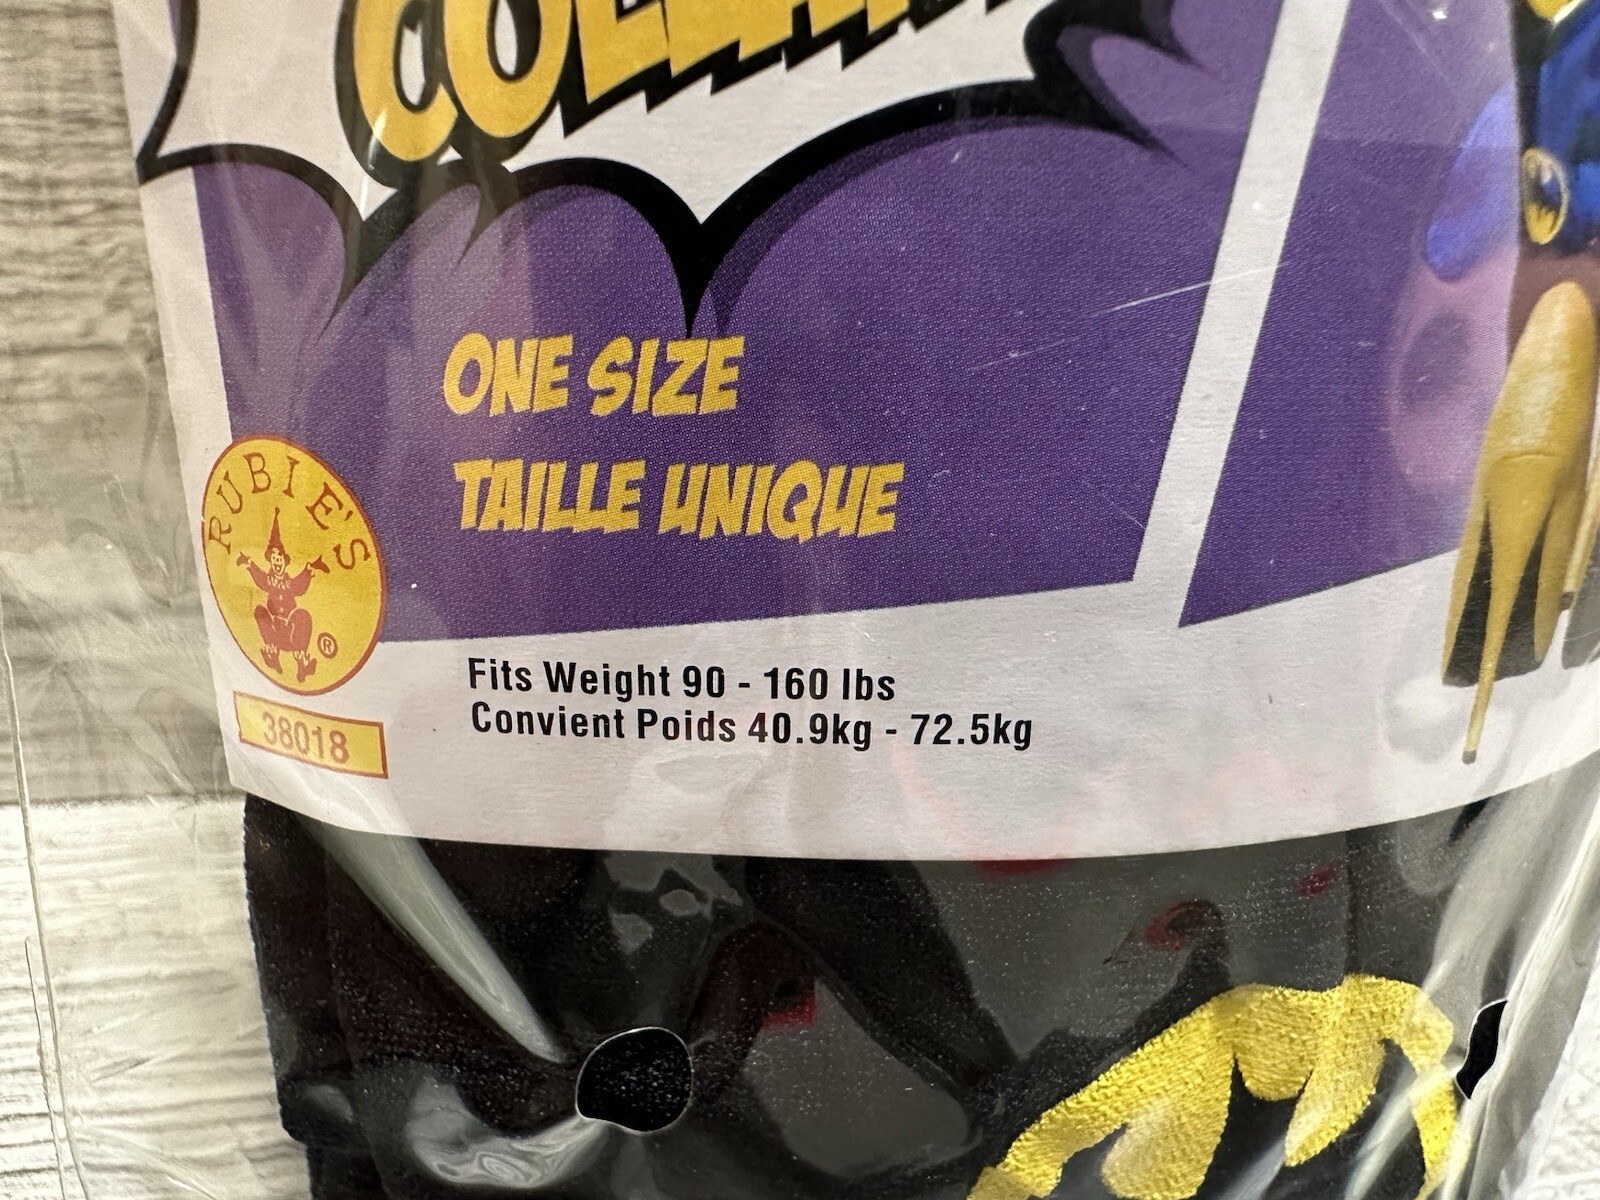 ONE SIZE
TAILLE UNIQUE
RUBIE'S
®
38018
Fits Weight 90 - 160 lbs
Convient Poids 40.9kg - 72.5kg